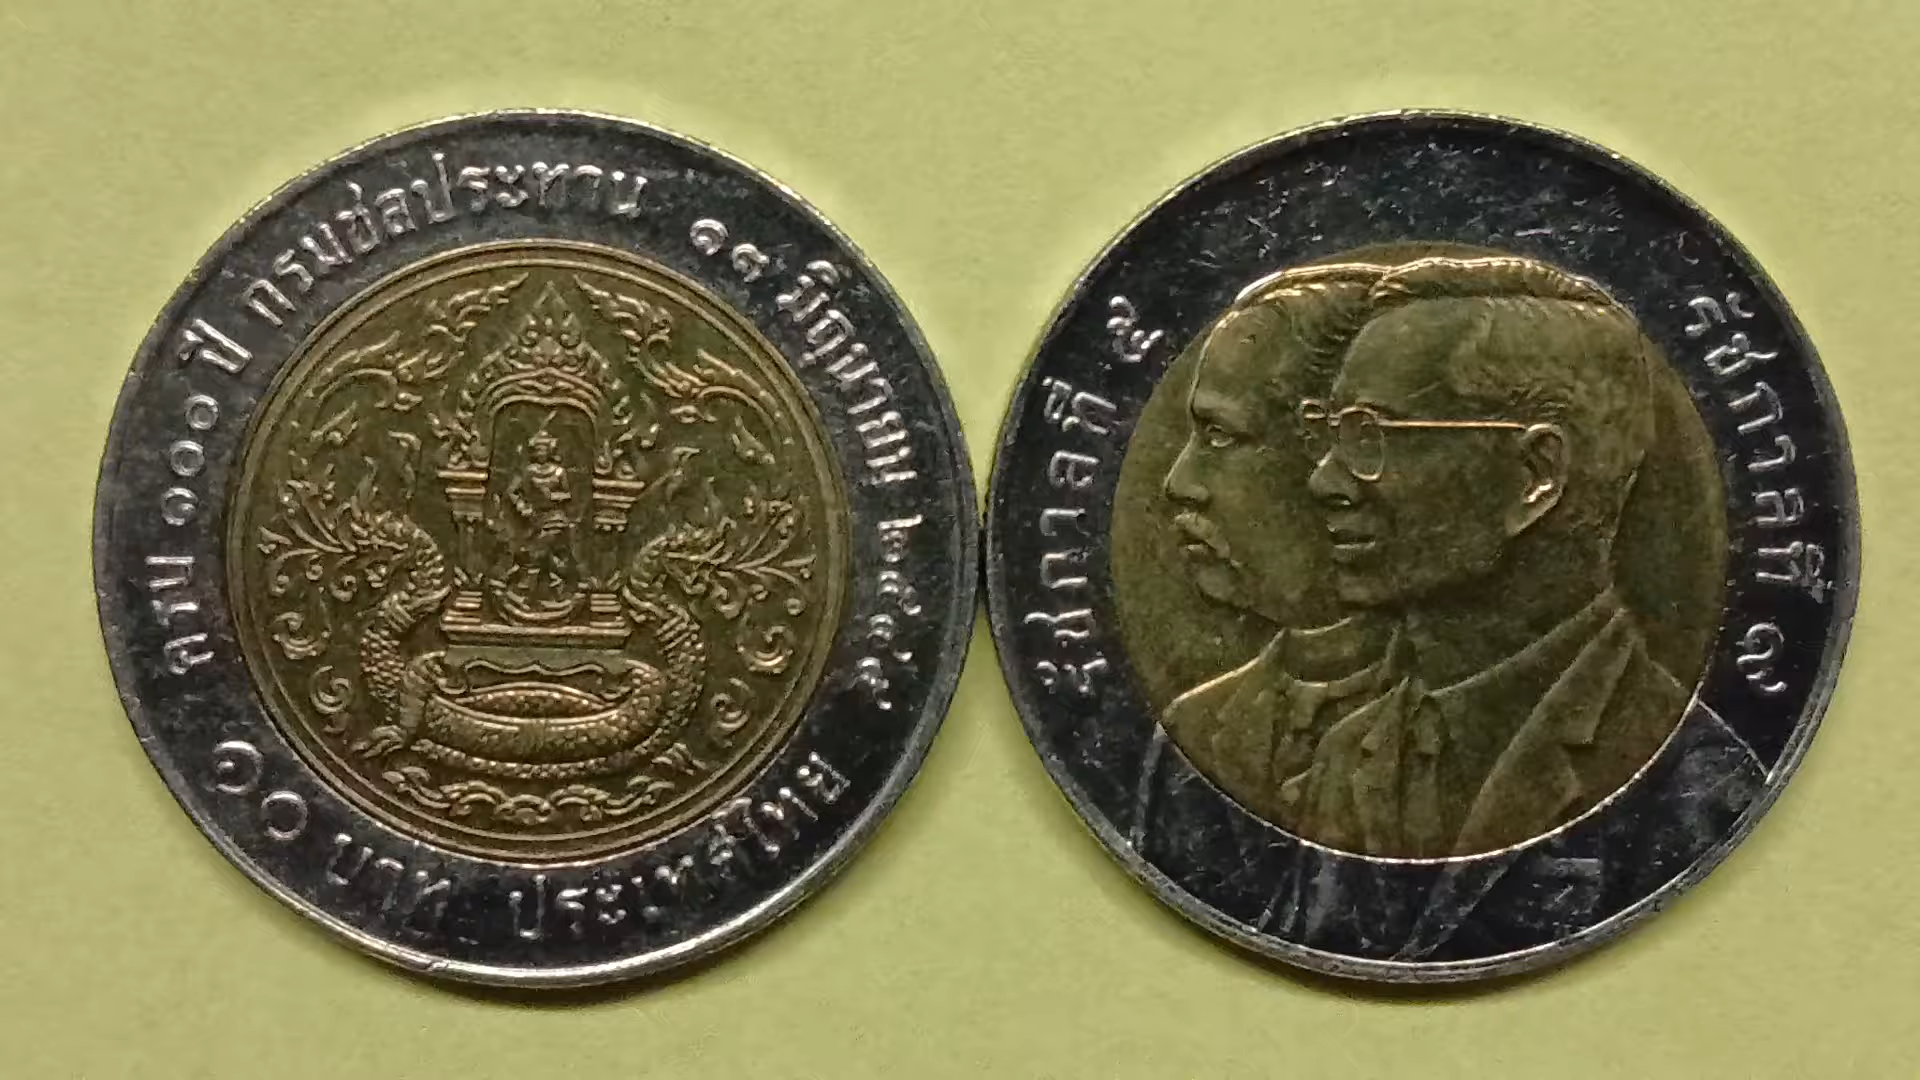 ครบ ๑๐๐ ปี กรมชลประทาน ๑๓ มิถุนายน ๒๕๔๕
๑๐ บาท ประเทศไทย
รัชกาลที่ ๕
รัชกาลที่ ๙